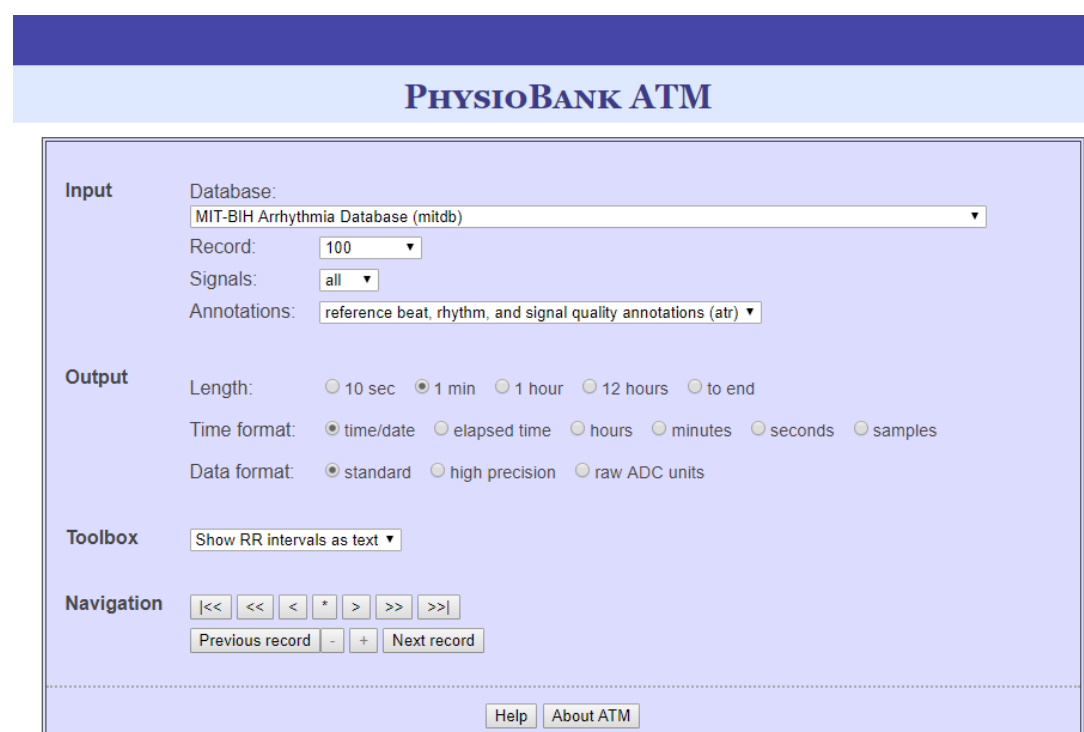 PhysioBank ATM
Input
Database:
MIT-BIH Arrhythmia Database (mitdb)
Record: 100
Signals: all
Annotations: reference beat, rhythm, and signal quality annotations (atr)
Output
Length: 10 sec 1 min 1 hour 12 hours to end
Time format: time/date elapsed time hours minutes seconds samples
Data format: standard high precision raw ADC units
Toolbox Show RR intervals as text
Navigation |<< << < * > >> >>|
Previous record - + Next record
Help About ATM